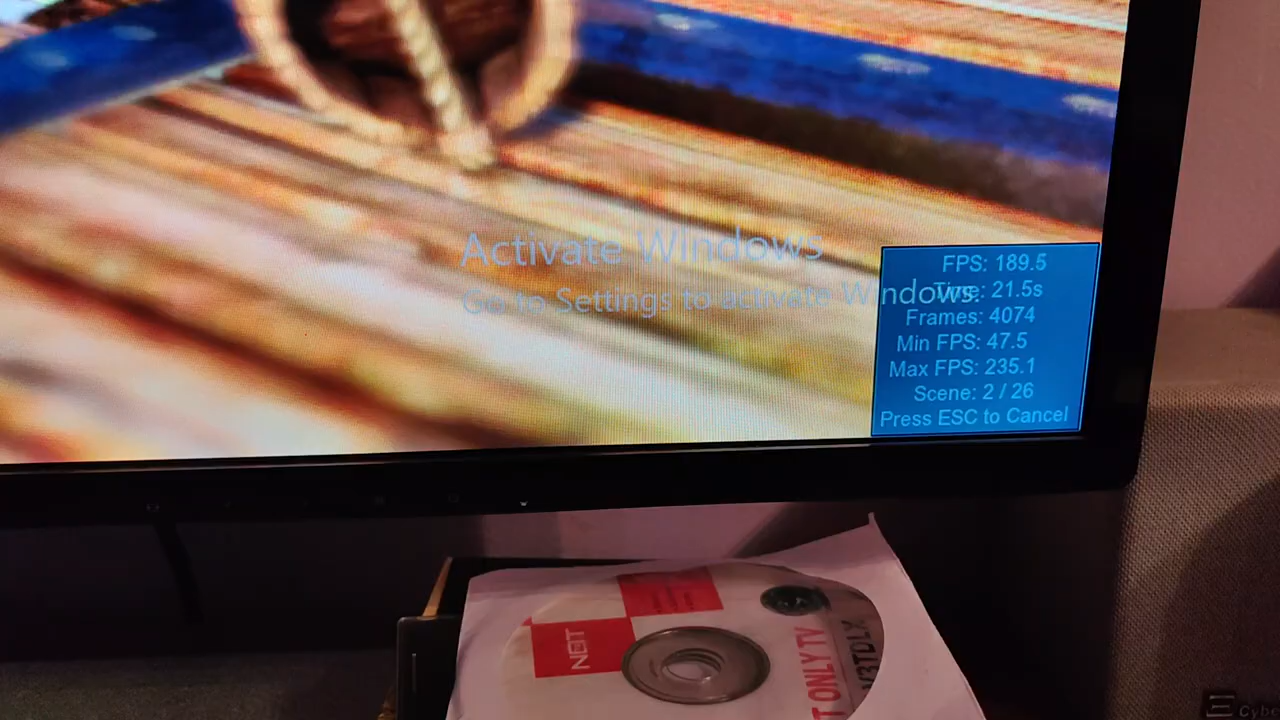 Activate Windows
Go to Settings to activate Windows.
FPS: 189.5
Time: 21.5s
Frames: 4074
Min FPS: 47.5
Max FPS: 235.1
Scene: 2 / 26
Press ESC to Cancel
ONLY TV